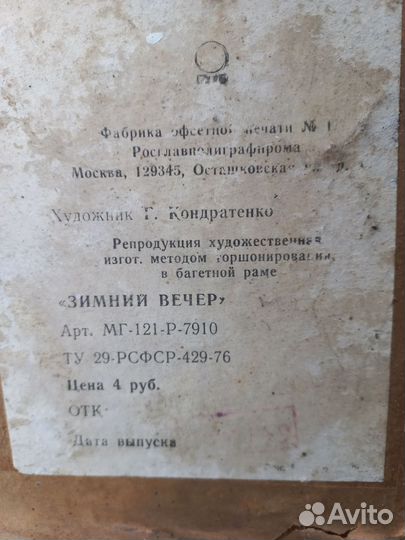 Фабрика офсетной печати № 1
Росглавполиграфпрома
Москва, 129345, Осташковская
Художник Г. Кондратенко
Репродукция художественная
изгот. методом торшонирования,
в багетной раме
«ЗИМНИЙ ВЕЧЕР»
Арт. МГ-121-Р-7910
ТУ 29-РСФСР-429-76
Цена 4 руб.
ОТК
Дата выпуска
Avito